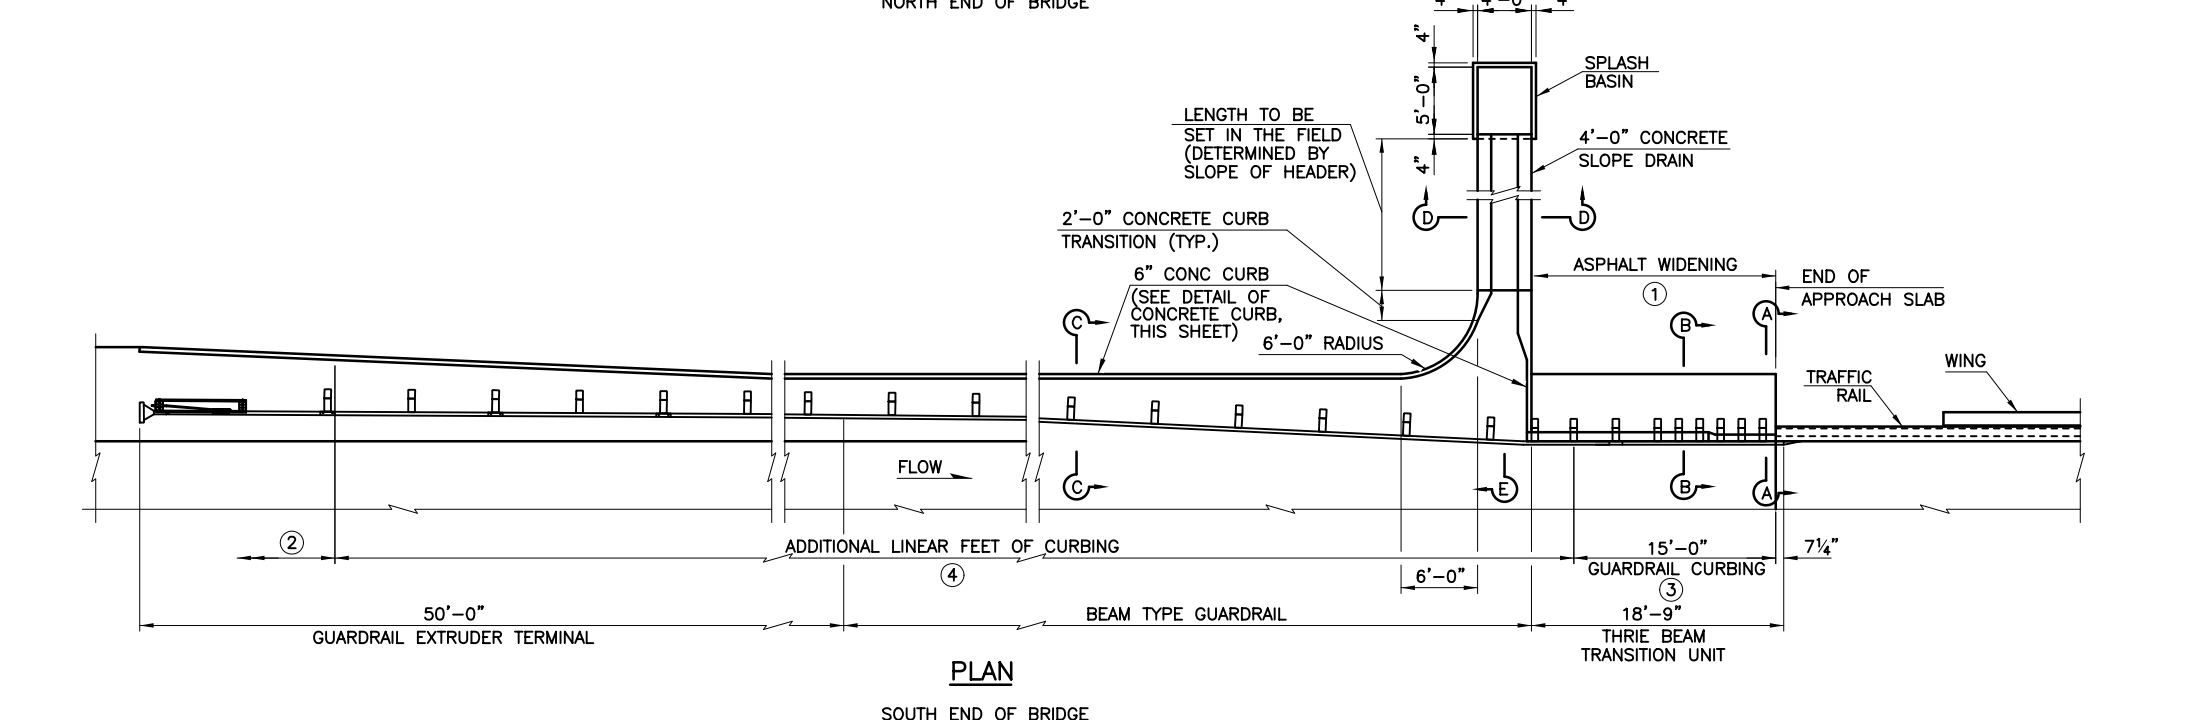 NORTH END OF BRIDGE
4'-0"
4"
SPLASH
BASIN
5'-0"
LENGTH TO BE
SET IN THE FIELD
(DETERMINED BY
SLOPE OF HEADER)
4'-0" CONCRETE
SLOPE DRAIN
4"
D
D
2'-0" CONCRETE CURB
TRANSITION (TYP.)
6" CONC CURB
(SEE DETAIL OF
CONCRETE CURB,
THIS SHEET)
ASPHALT WIDENING
1
END OF
APPROACH SLAB
C
B
A
6'-0" RADIUS
WING
TRAFFIC
RAIL
FLOW
C
E
B
A
2
ADDITIONAL LINEAR FEET OF CURBING
4
15'-0"
GUARDRAIL CURBING
3
7¼"
6'-0"
50'-0"
GUARDRAIL EXTRUDER TERMINAL
BEAM TYPE GUARDRAIL
18'-9"
THRIE BEAM
TRANSITION UNIT
PLAN
SOUTH END OF BRIDGE